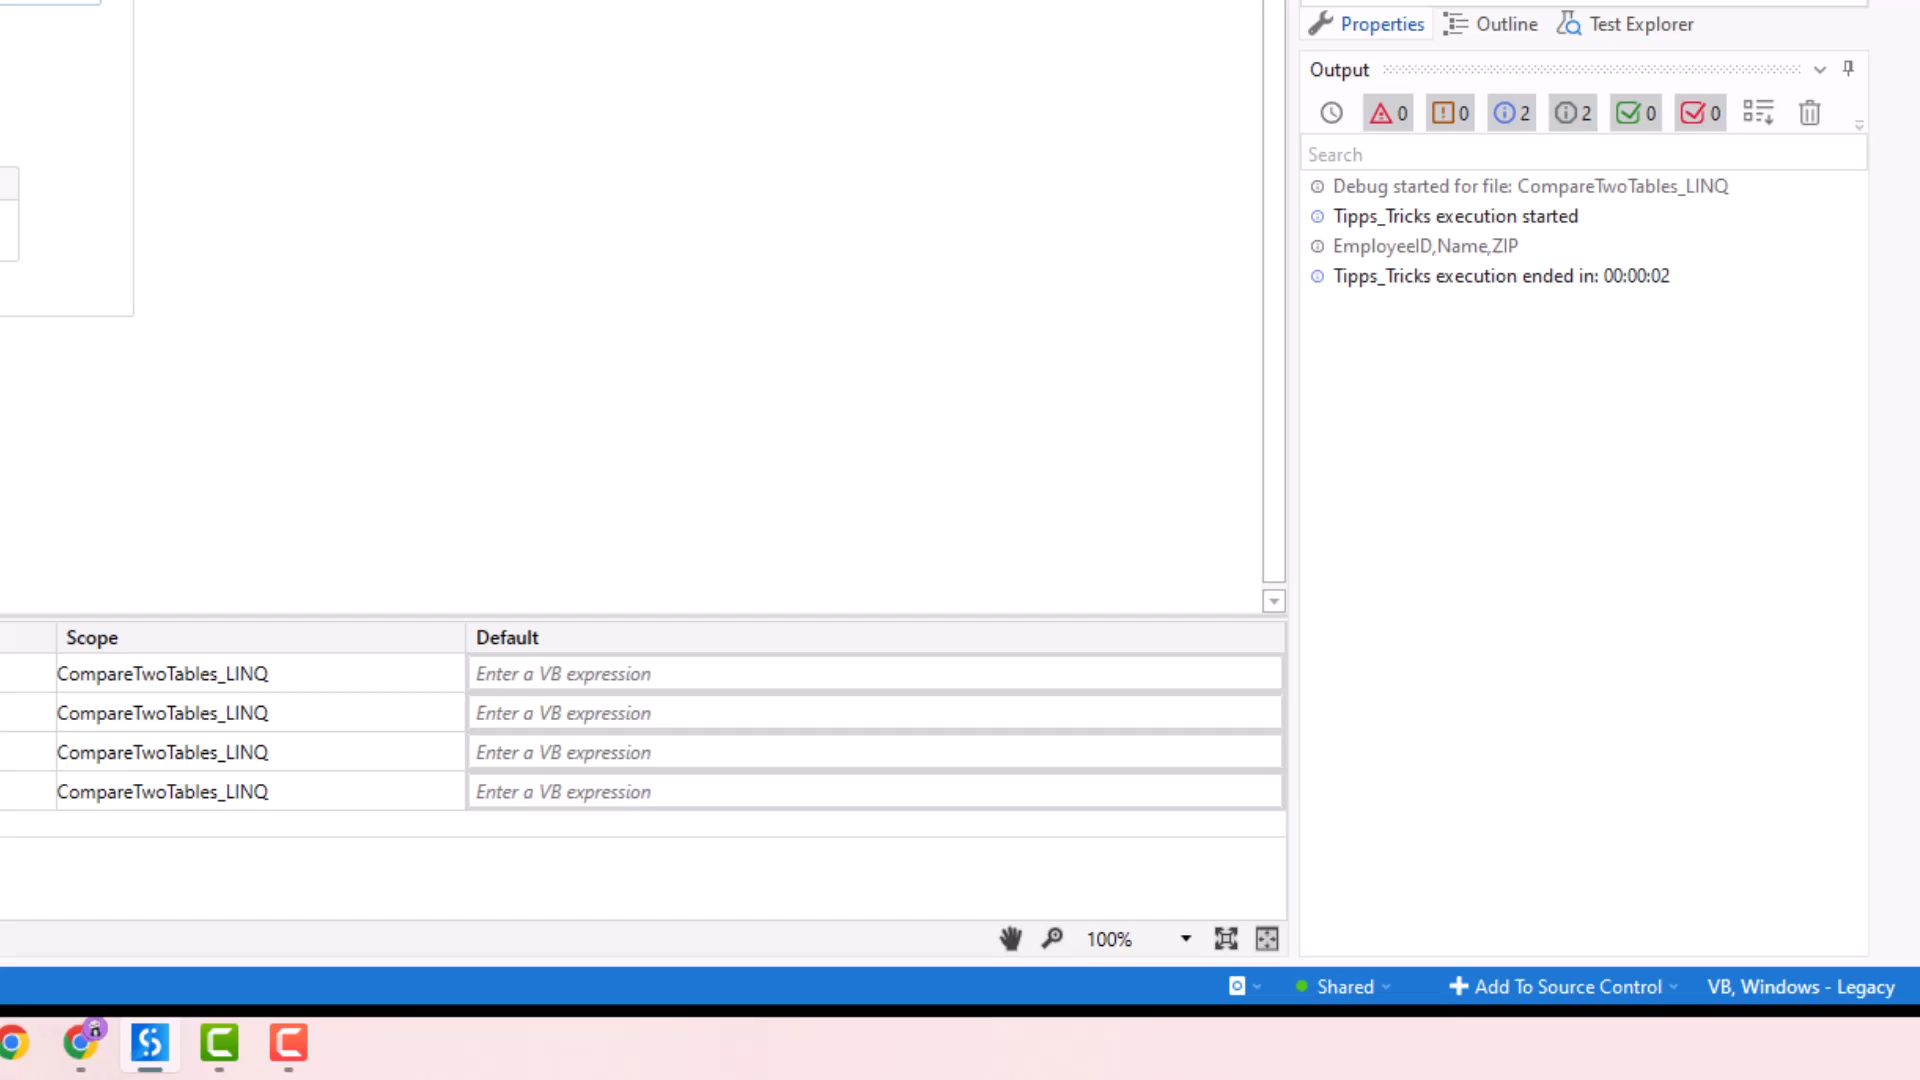 Properties Outline Test Explorer
Output
0 0 2 2 0 0
Search
Debug started for file: CompareTwoTables_LINQ
Tipps_Tricks execution started
EmployeeID,Name,ZIP
Tipps_Tricks execution ended in: 00:00:02
Scope Default
CompareTwoTables_LINQ Enter a VB expression
CompareTwoTables_LINQ Enter a VB expression
CompareTwoTables_LINQ Enter a VB expression
CompareTwoTables_LINQ Enter a VB expression
100%
Shared Add To Source Control VB, Windows - Legacy